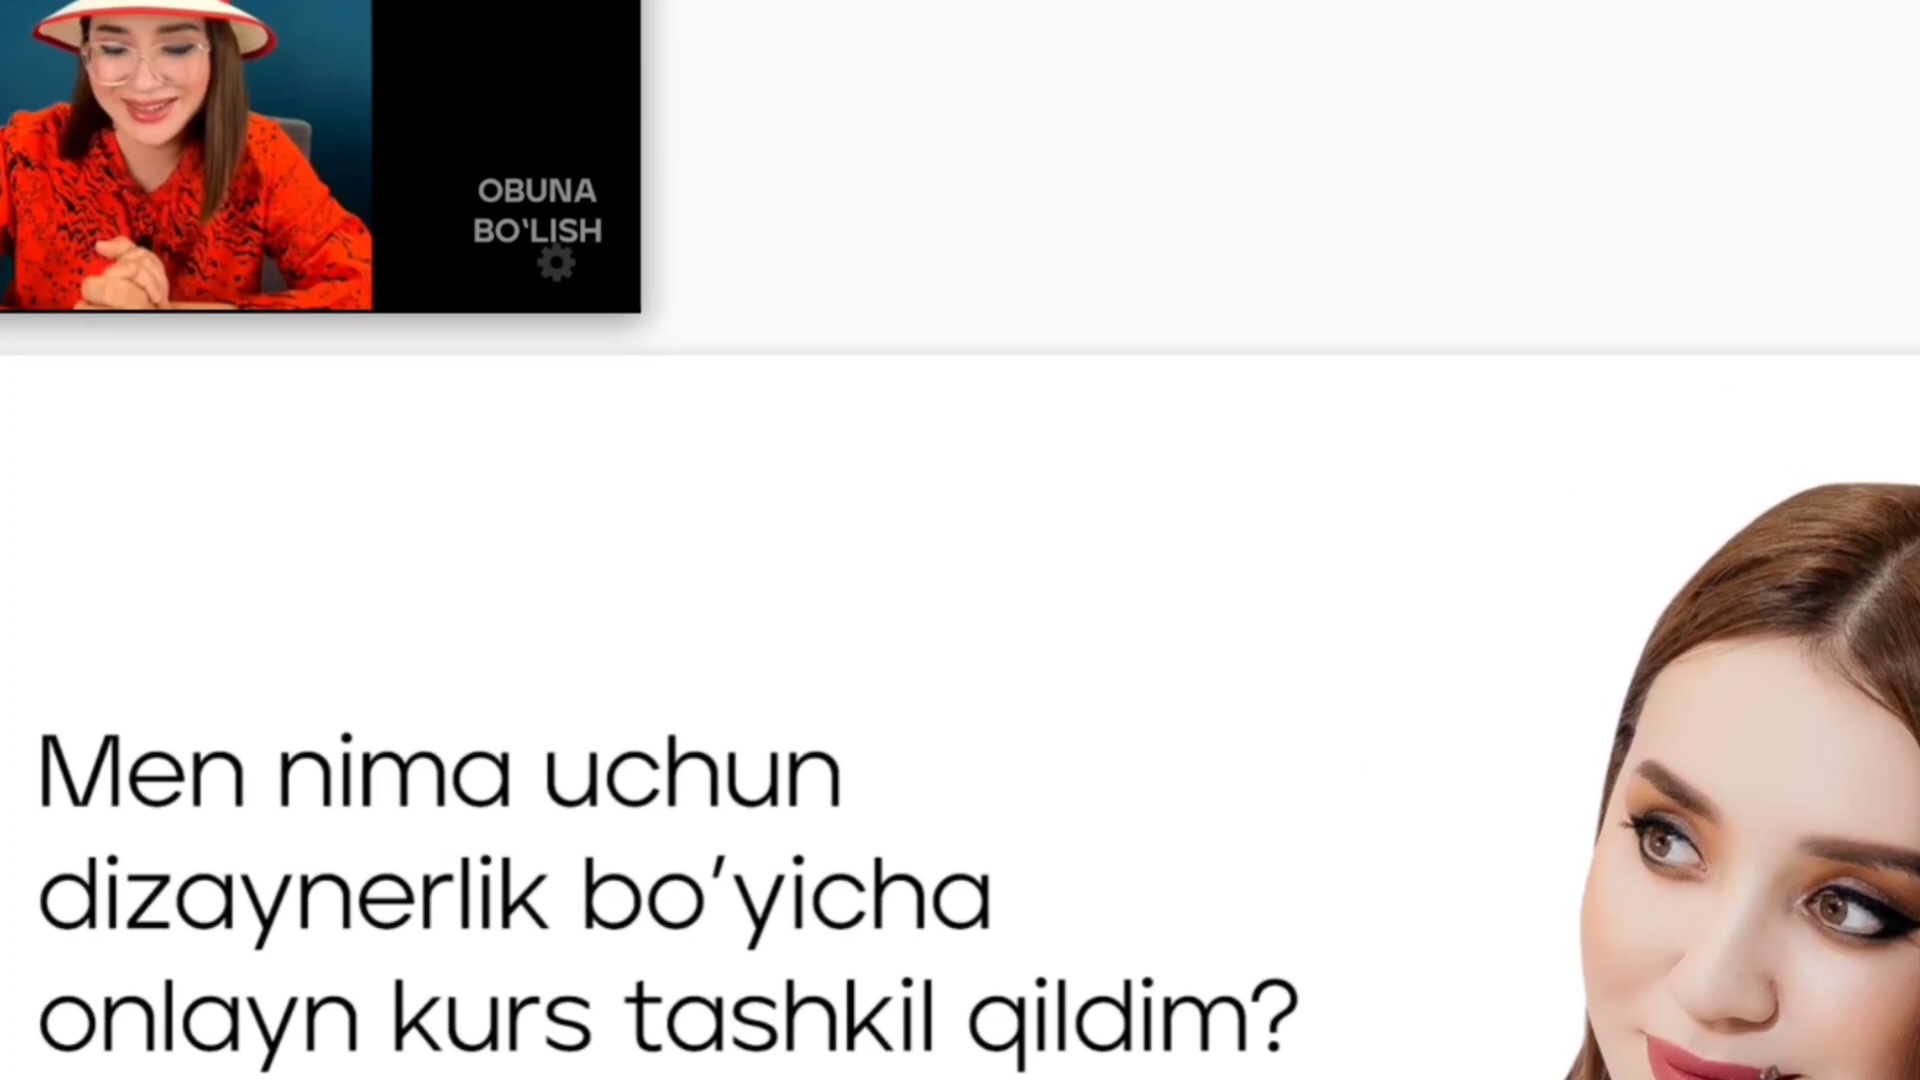 OBUNA
BO‘LISH
Men nima uchun
dizaynerlik bo’yicha
onlayn kurs tashkil qildim?